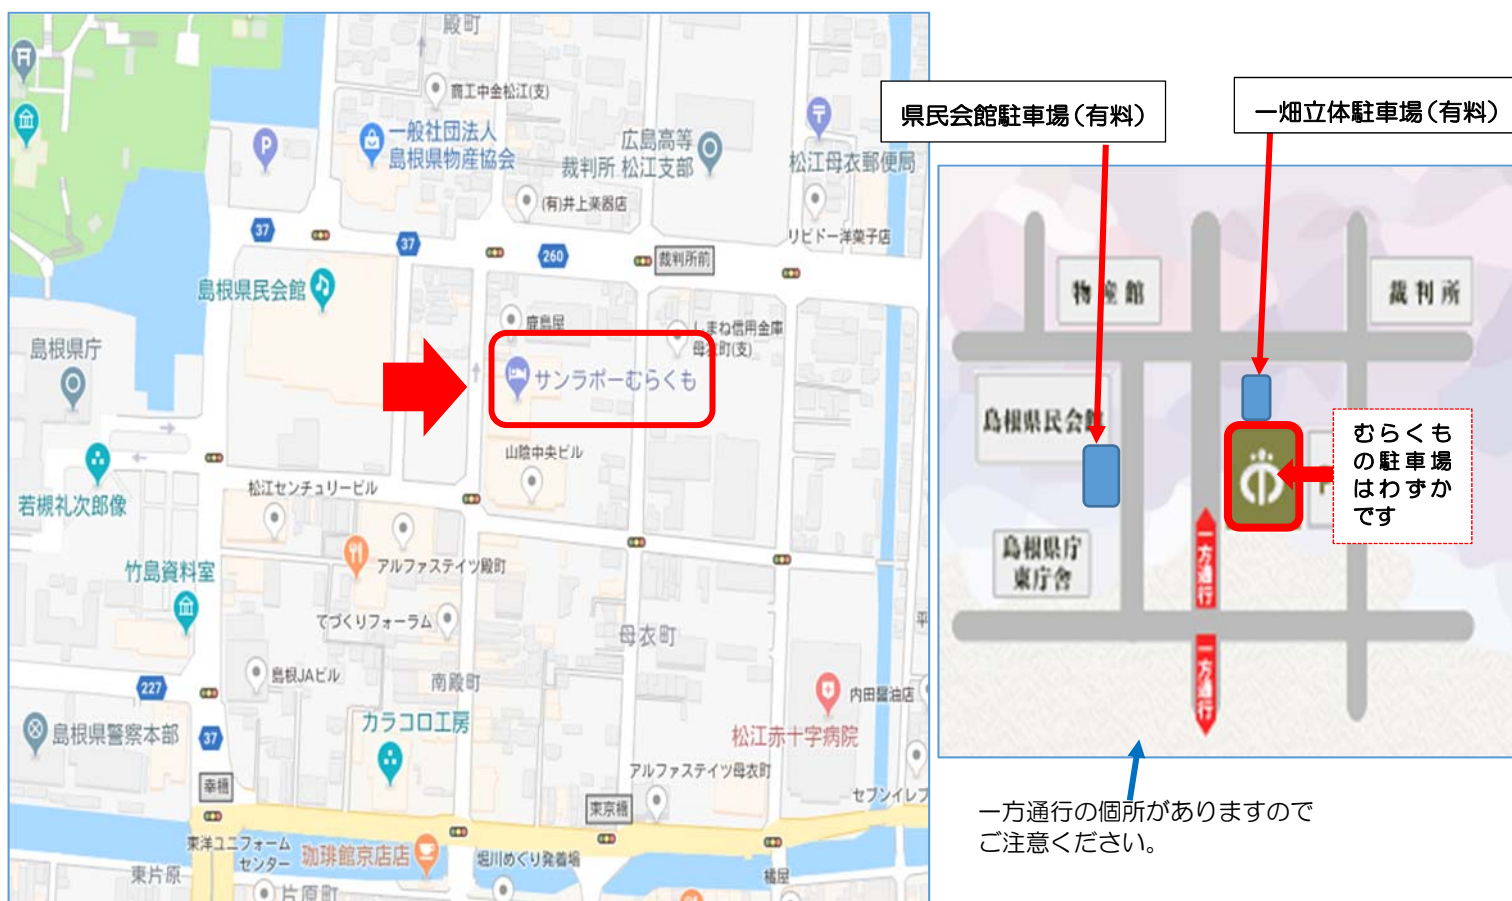 殿町
商工中金松江(支)
一般社団法人
島根県物産協会
広島高等
裁判所 松江支部
松江母衣郵便局
(有)井上楽器店
リビドー洋菓子店
37
37
260
裁判所前
島根県民会館
鹿島屋
しまね信用金庫
母衣町(支)
島根県庁
サンラポーむらくも
山陰中央ビル
松江センチュリービル
若槻礼次郎像
アルファステイツ殿町
竹島資料室
てづくりフォーラム
母衣町
平
島根JAビル
南殿町
227
内田醤油店
島根県警察本部
37
カラコロ工房
松江赤十字病院
アルファステイツ母衣町
幸橋
東京橋
セブンイレブ
東洋ユニフォーム
センター
珈琲館京店店
堀川めぐり発着場
東片原
橘屋
片原町
県民会館駐車場(有料)
一畑立体駐車場(有料)
物産館
裁判所
島根県民会館
むらくも
の駐車場
はわずか
です
P
島根県庁
東庁舎
一方通行
一方通行
一方通行の個所がありますので
ご注意ください。